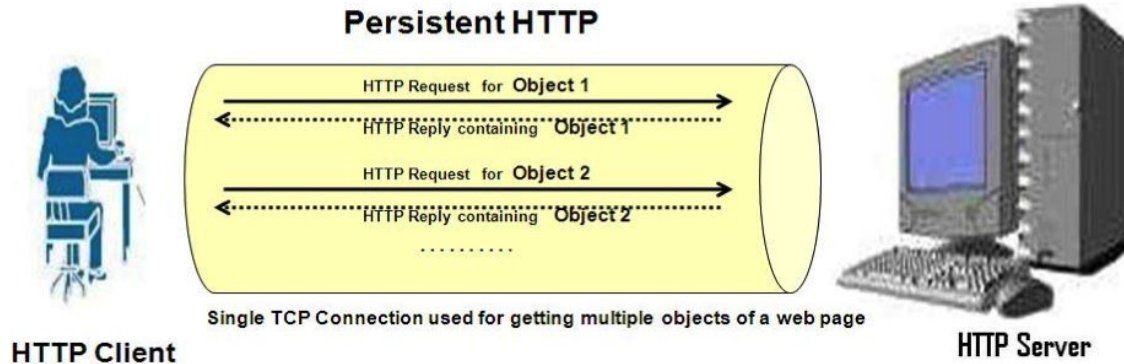 Persistent HTTP
HTTP Request for Object 1
HTTP Reply containing Object 1
HTTP Request for Object 2
HTTP Reply containing Object 2
..........
Single TCP Connection used for getting multiple objects of a web page
HTTP Client
HTTP Server